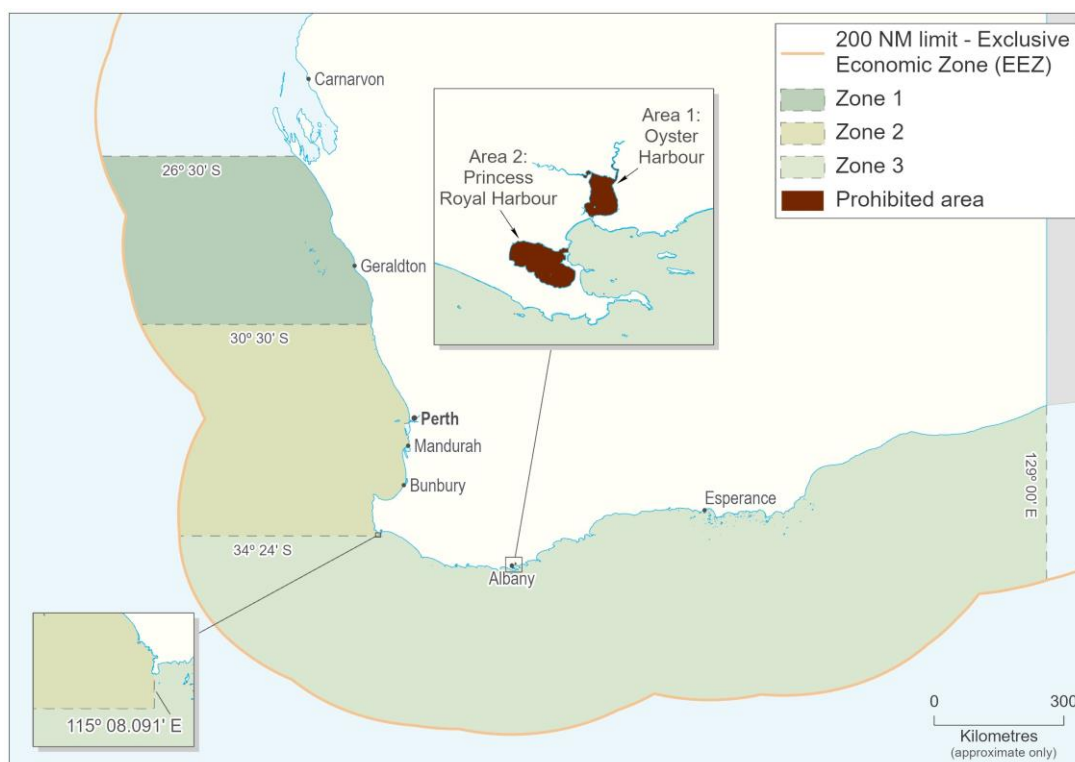 200 NM limit - Exclusive
Economic Zone (EEZ)
Zone 1
Zone 2
Zone 3
Prohibited area
Carnarvon
Area 1:
Oyster
Harbour
Area 2:
Princess
Royal Harbour
26º 30' S
Geraldton
30º 30' S
Perth
Mandurah
Bunbury
Esperance
129º 00' E
34º 24' S
Albany
115º 08.091' E
0 300
Kilometres
(approximate only)